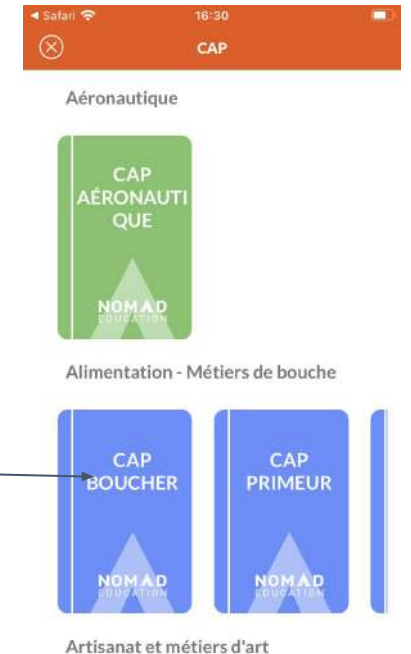 ◄ Safari 16:30
CAP
Aéronautique
CAP
AÉRONAUTI
QUE
NOMAD
EDUCATION
Alimentation - Métiers de bouche
CAP
BOUCHER
CAP
PRIMEUR
NOMAD
EDUCATION
NOMAD
EDUCATION
Artisanat et métiers d'art